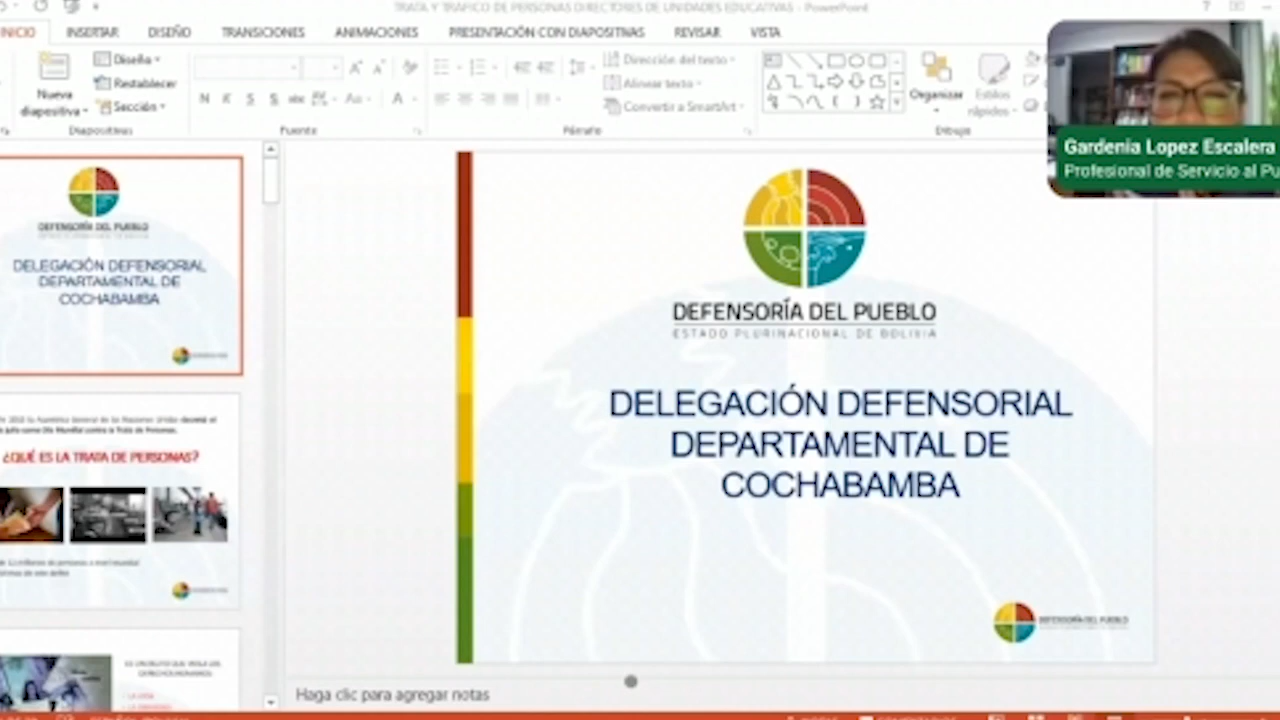 TRATA Y TRÁFICO DE PERSONAS DIRECTORES DE UNIDADES EDUCATIVAS - PowerPoint
INICIO INSERTAR DISEÑO TRANSICIONES ANIMACIONES PRESENTACIÓN CON DIAPOSITIVAS REVISAR VISTA
Nueva diapositiva
Diseño
Restablecer
Sección
Diapositivas
N K S S abc AV Aa A
Fuente
Dirección del texto
Alinear texto
Convertir a SmartArt
Párrafo
Organizar
Estilos rápidos
Dibujo
Gardenia Lopez Escalera
Profesional de Servicio al Pu
DEFENSORÍA DEL PUEBLO
DELEGACIÓN DEFENSORIAL
DEPARTAMENTAL DE
COCHABAMBA
¿QUÉ ES LA TRATA DE PERSONAS?
DEFENSORÍA DEL PUEBLO
ESTADO PLURINACIONAL DE BOLIVIA
DELEGACIÓN DEFENSORIAL
DEPARTAMENTAL DE
COCHABAMBA
DEFENSORÍA DEL PUEBLO
Haga clic para agregar notas